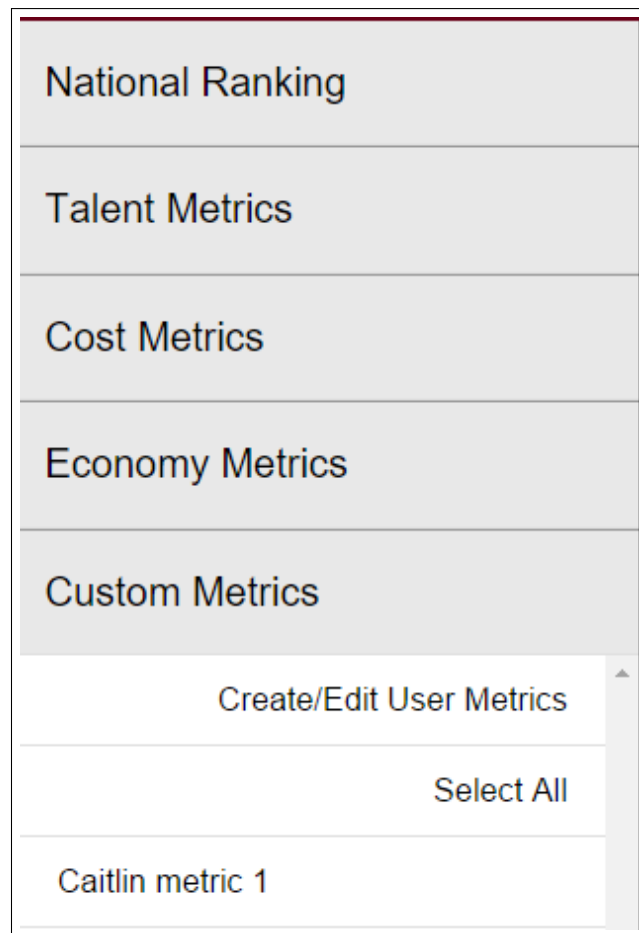 National Ranking
Talent Metrics
Cost Metrics
Economy Metrics
Custom Metrics
Create/Edit User Metrics
Select All
Caitlin metric 1